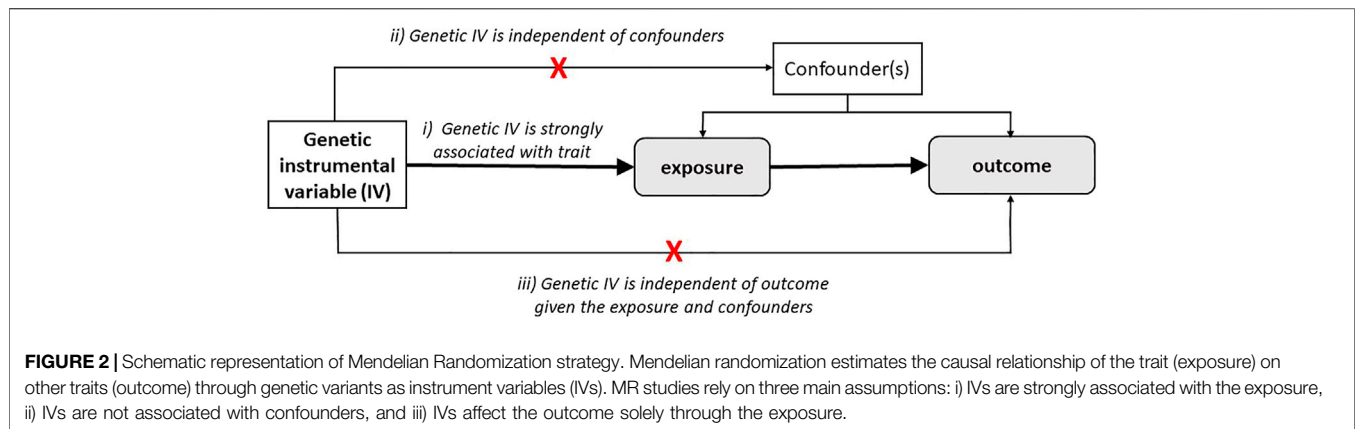 ii) Genetic IV is independent of confounders
Confounder(s)
i) Genetic IV is strongly
associated with trait
Genetic
instrumental
variable (IV)
exposure
outcome
X
X
iii) Genetic IV is independent of outcome
given the exposure and confounders
FIGURE 2 | Schematic representation of Mendelian Randomization strategy. Mendelian randomization estimates the causal relationship of the trait (exposure) on
other traits (outcome) through genetic variants as instrument variables (IVs). MR studies rely on three main assumptions: i) IVs are strongly associated with the exposure,
ii) IVs are not associated with confounders, and iii) IVs affect the outcome solely through the exposure.